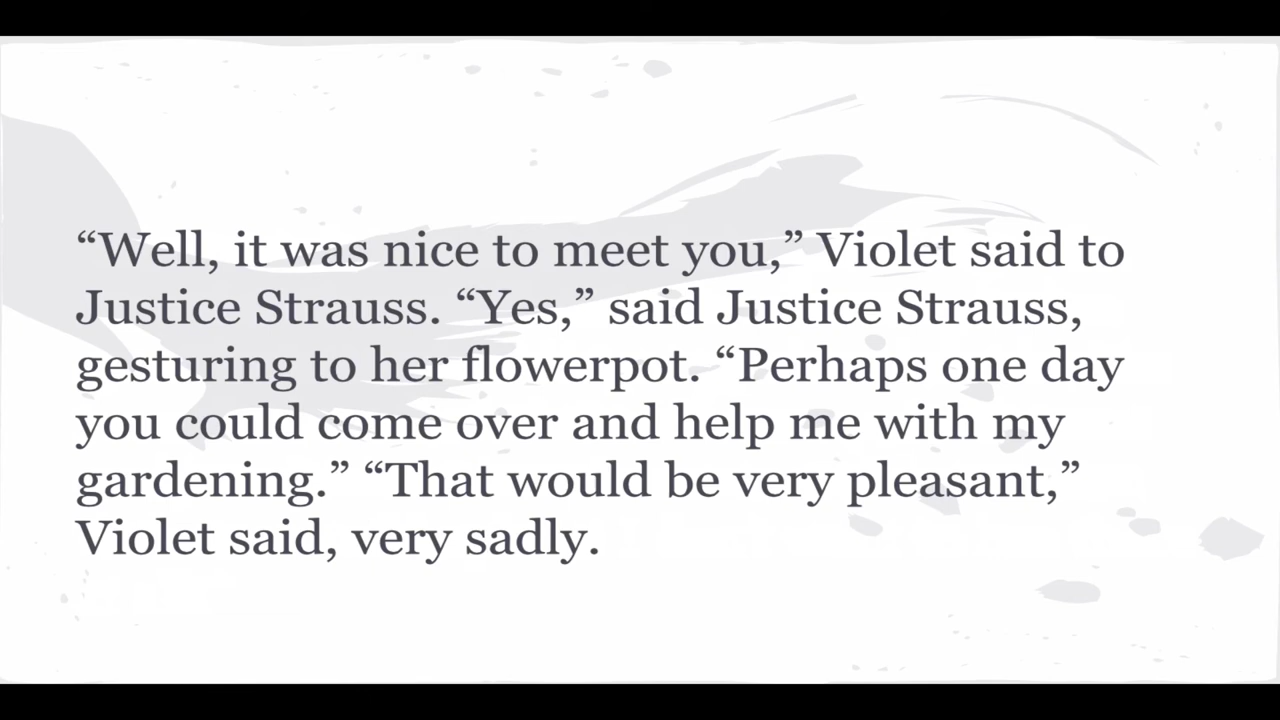 “Well, it was nice to meet you,” Violet said to
Justice Strauss. “Yes,” said Justice Strauss,
gesturing to her flowerpot. “Perhaps one day
you could come over and help me with my
gardening.” “That would be very pleasant,”
Violet said, very sadly.